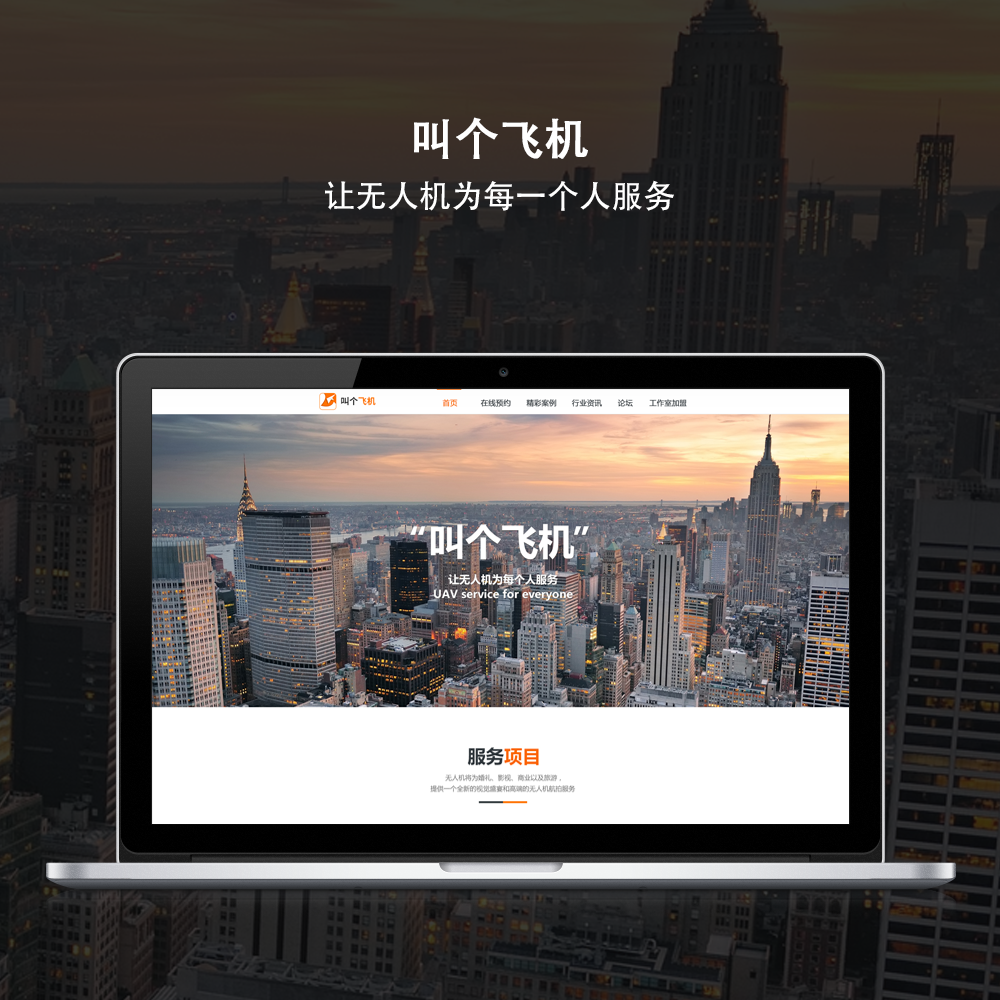 叫个飞机
让无人机为每一个人服务
叫个飞机 首页 在线预约 精彩案例 行业资讯 论坛 工作室加盟
“叫个飞机”
让无人机为每个人服务
UAV service for everyone
服务项目
无人机将为婚礼、影视、商业以及旅游，
提供一个全新的视觉盛宴和高端的无人机航拍服务